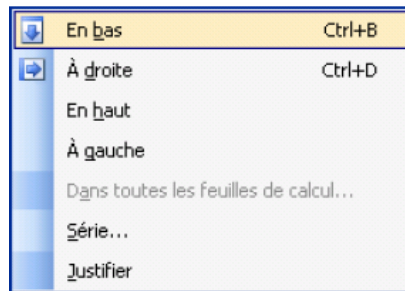 En bas Ctrl+B
À droite Ctrl+D
En haut
À gauche
Dans toutes les feuilles de calcul...
Série...
Justifier